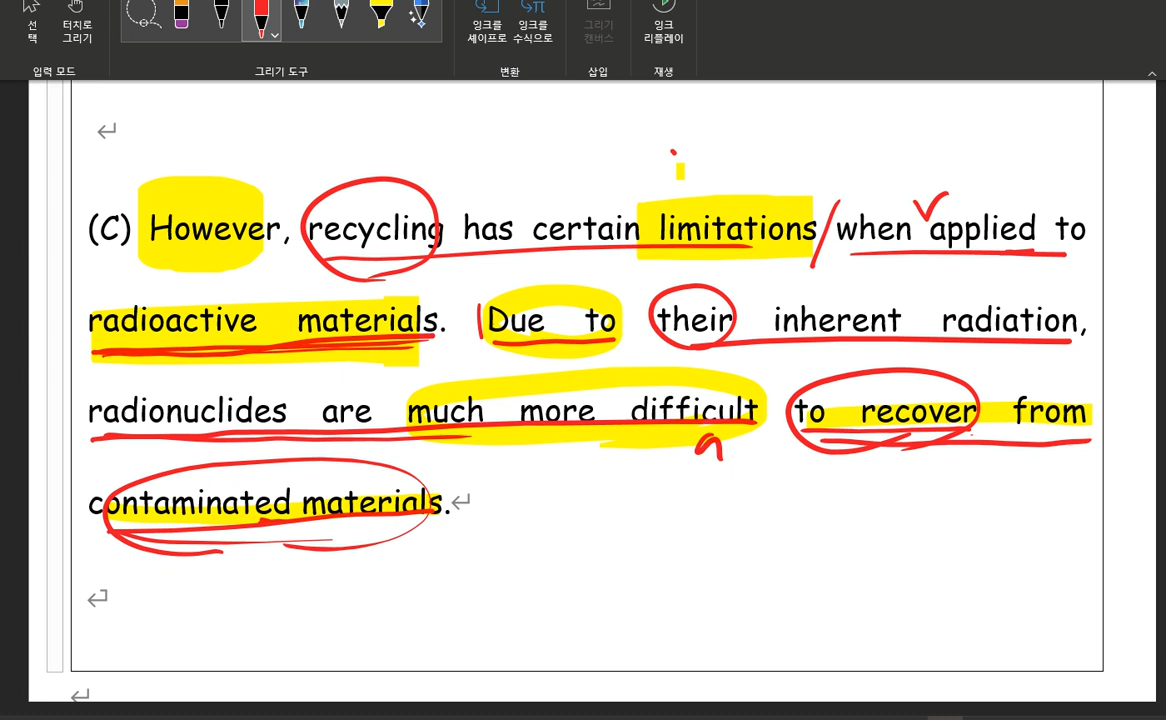 선
택
터치로
그리기
잉크를
셰이프로
잉크를
수식으로
그리기
캔버스
잉크
리플레이
입력 모드
그리기 도구
변환
삽입
재생
(C) However, recycling has certain limitations when applied to
radioactive materials. Due to their inherent radiation,
radionuclides are much more difficult to recover from
contaminated materials.